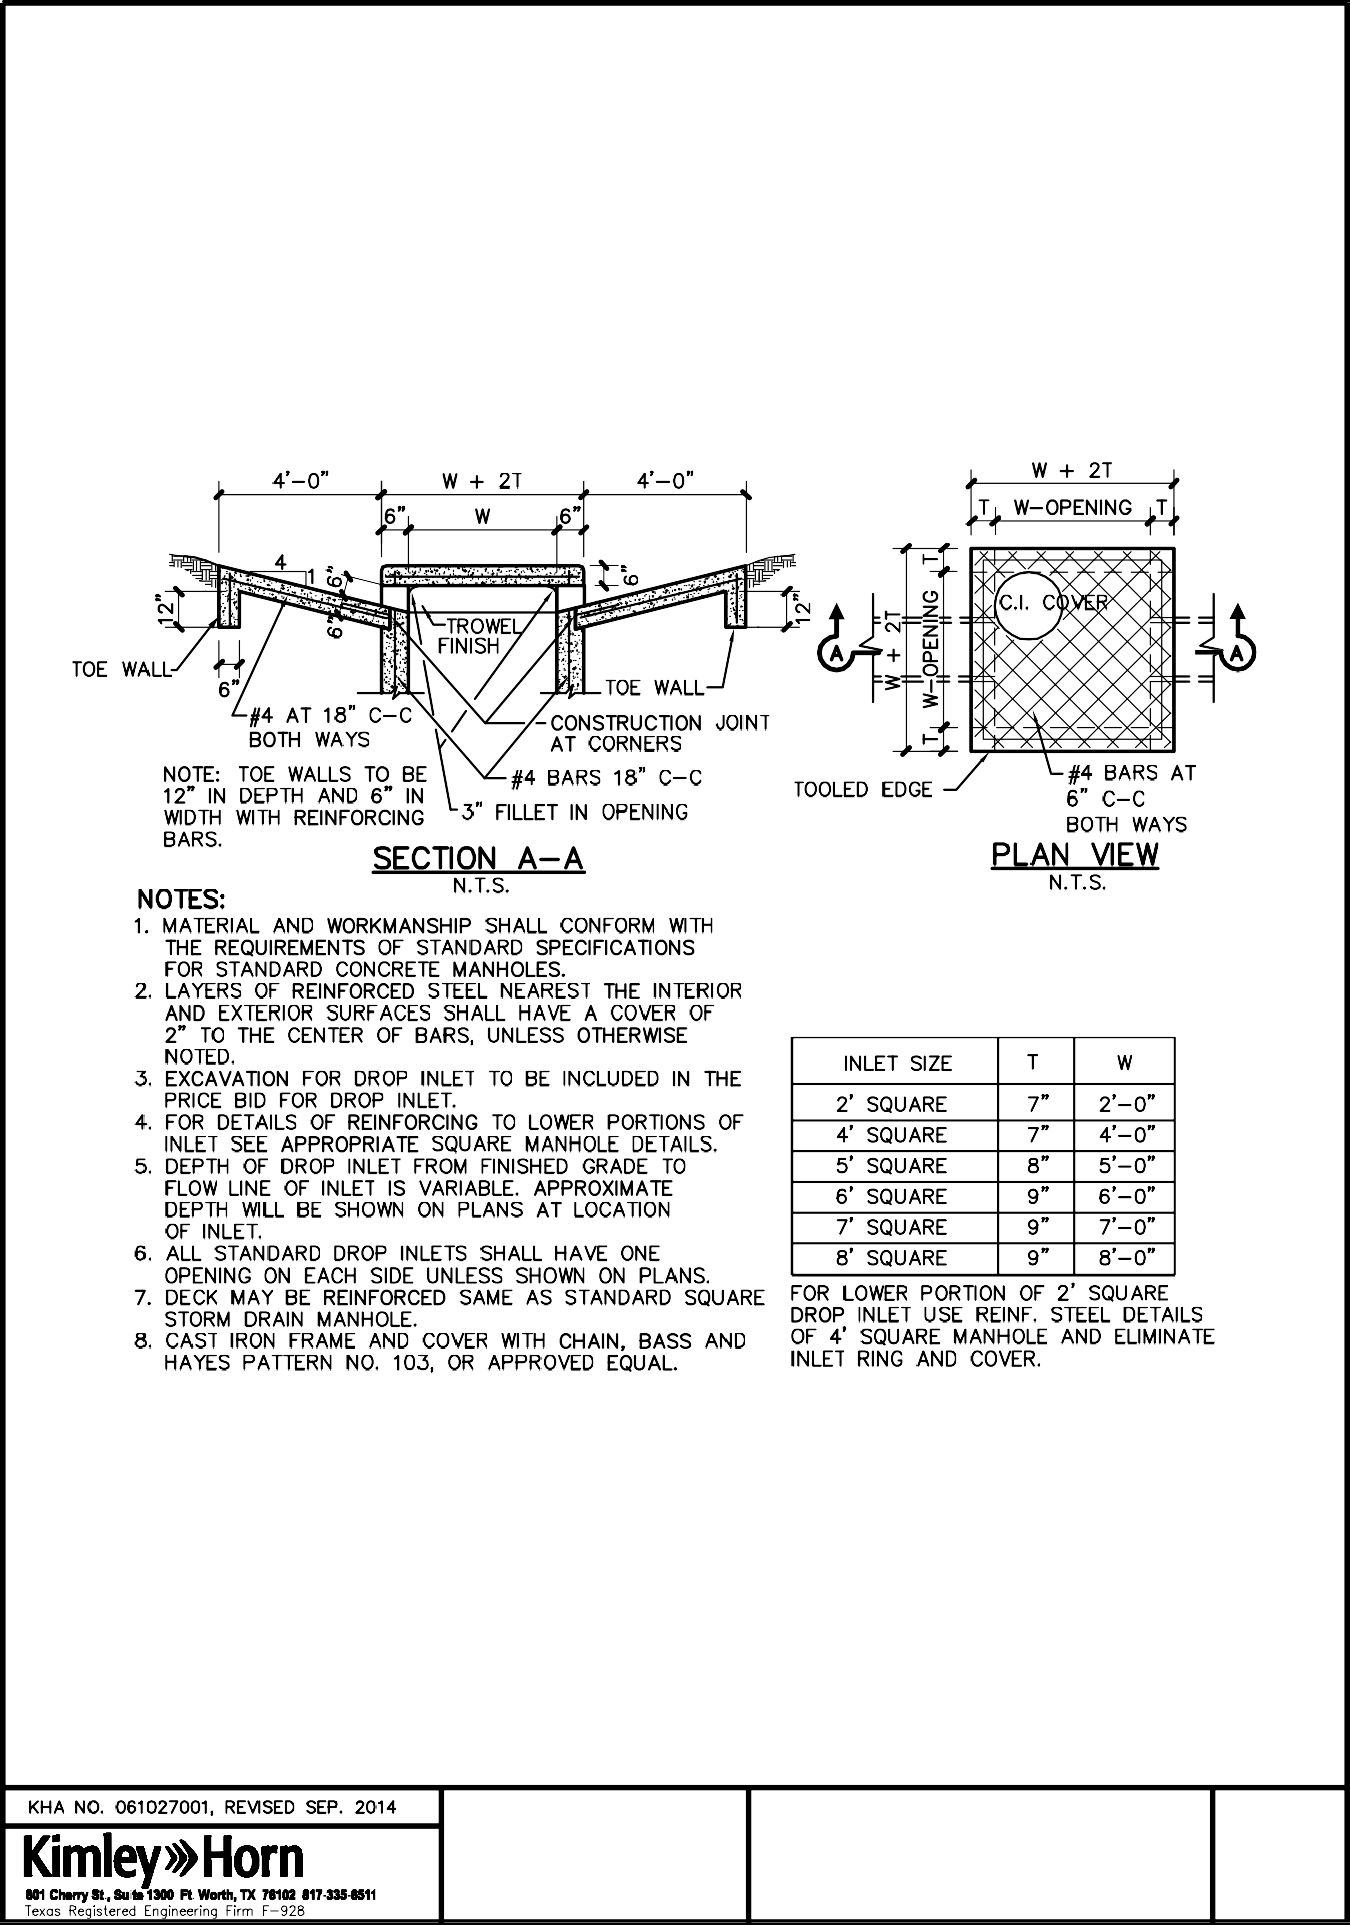 4'-0"
W + 2T
4'-0"
6"
W
6"
4
1
6"
6"
6"
12"
12"
TROWEL
FINISH
TOE WALL
6"
TOE WALL
#4 AT 18" C-C
BOTH WAYS
CONSTRUCTION JOINT
AT CORNERS
#4 BARS 18" C-C
3" FILLET IN OPENING
NOTE: TOE WALLS TO BE
12" IN DEPTH AND 6" IN
WIDTH WITH REINFORCING
BARS.
SECTION A-A
N.T.S.
W + 2T
T
W-OPENING
T
T
W-OPENING
T
W + 2T
C.I. COVER
A
A
TOOLED EDGE
#4 BARS AT
6" C-C
BOTH WAYS
PLAN VIEW
N.T.S.
NOTES:
1. MATERIAL AND WORKMANSHIP SHALL CONFORM WITH
THE REQUIREMENTS OF STANDARD SPECIFICATIONS
FOR STANDARD CONCRETE MANHOLES.
2. LAYERS OF REINFORCED STEEL NEAREST THE INTERIOR
AND EXTERIOR SURFACES SHALL HAVE A COVER OF
2" TO THE CENTER OF BARS, UNLESS OTHERWISE
NOTED.
3. EXCAVATION FOR DROP INLET TO BE INCLUDED IN THE
PRICE BID FOR DROP INLET.
4. FOR DETAILS OF REINFORCING TO LOWER PORTIONS OF
INLET SEE APPROPRIATE SQUARE MANHOLE DETAILS.
5. DEPTH OF DROP INLET FROM FINISHED GRADE TO
FLOW LINE OF INLET IS VARIABLE. APPROXIMATE
DEPTH WILL BE SHOWN ON PLANS AT LOCATION
OF INLET.
6. ALL STANDARD DROP INLETS SHALL HAVE ONE
OPENING ON EACH SIDE UNLESS SHOWN ON PLANS.
7. DECK MAY BE REINFORCED SAME AS STANDARD SQUARE
STORM DRAIN MANHOLE.
8. CAST IRON FRAME AND COVER WITH CHAIN, BASS AND
HAYES PATTERN NO. 103, OR APPROVED EQUAL.
INLET SIZE T W
2' SQUARE 7" 2'-0"
4' SQUARE 7" 4'-0"
5' SQUARE 8" 5'-0"
6' SQUARE 9" 6'-0"
7' SQUARE 9" 7'-0"
8' SQUARE 9" 8'-0"
FOR LOWER PORTION OF 2' SQUARE
DROP INLET USE REINF. STEEL DETAILS
OF 4' SQUARE MANHOLE AND ELIMINATE
INLET RING AND COVER.
KHA NO. 061027001, REVISED SEP. 2014
Kimley»Horn
801 Cherry St., Suite 1300 Ft. Worth, TX 76102 817-335-6511
Texas Registered Engineering Firm F-928